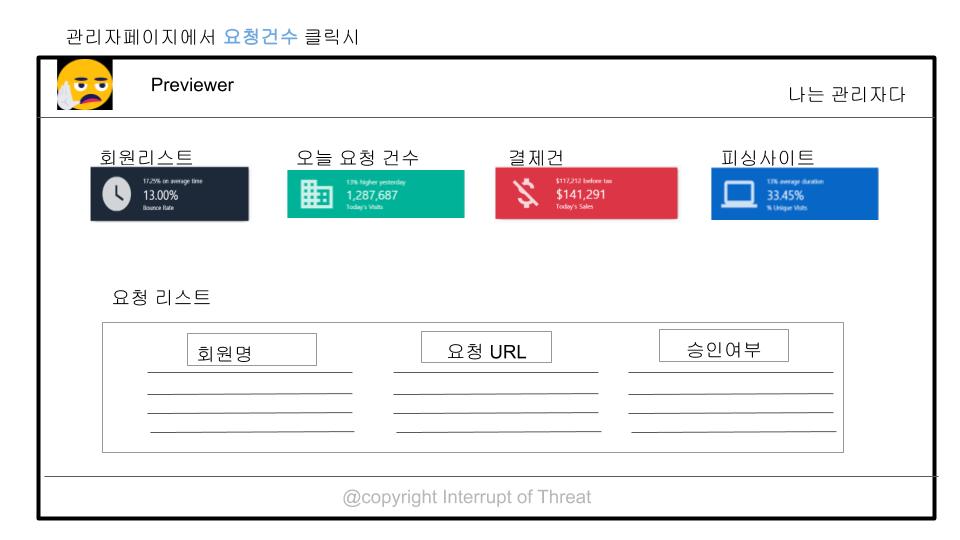 관리자페이지에서 요청건수 클릭시
Previewer
나는 관리자다
회원리스트
오늘 요청 건수
결제건
피싱사이트
17.25% on average time
13.00%
Bounce Rate
13% higher yesterday
1,287,687
Today's Visits
$117,212 before tax
$141,291
Today's Sales
13% average duration
33.45%
% Unique Visits
요청 리스트
회원명
요청 URL
승인여부
@copyright Interrupt of Threat